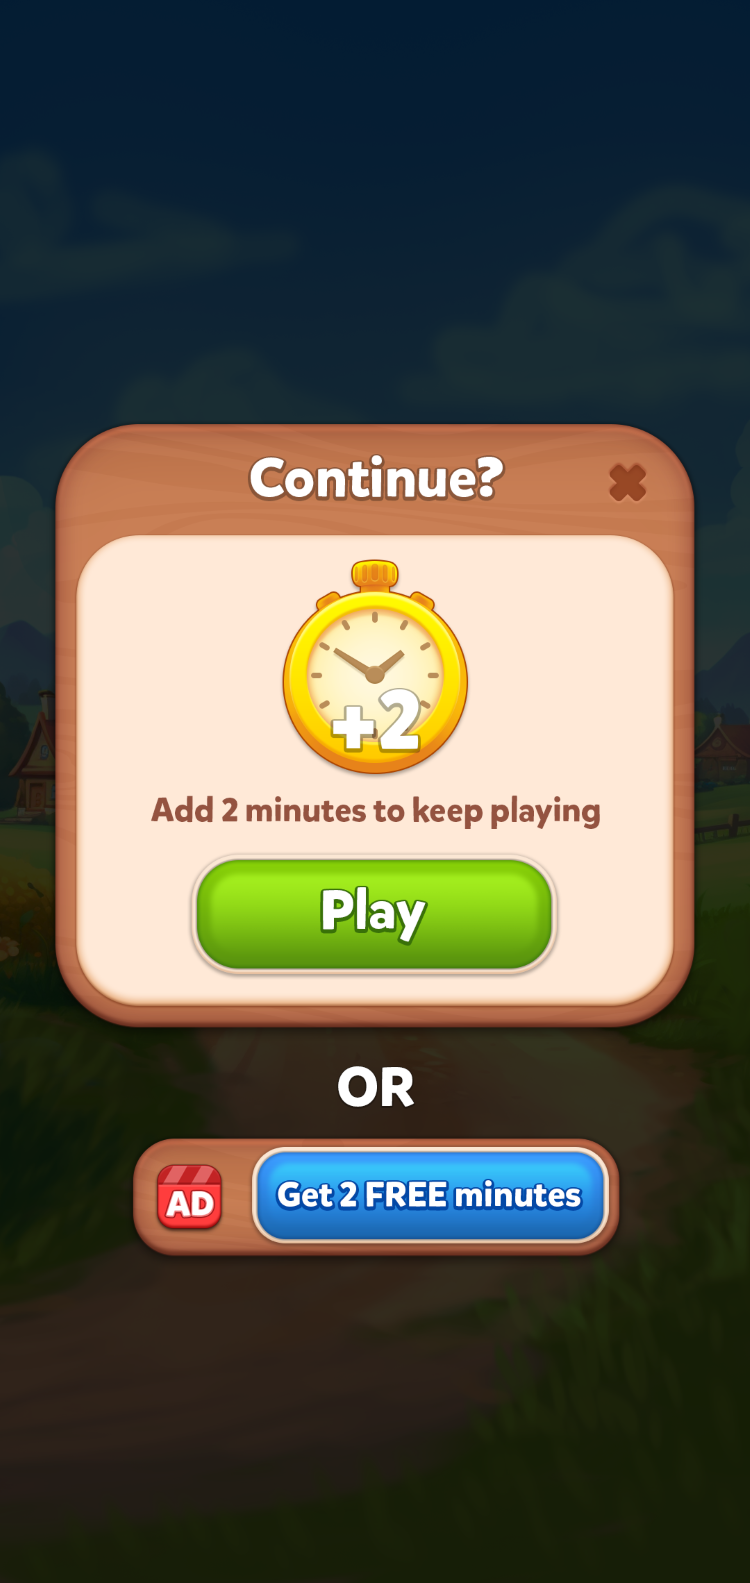 Continue?
+2
Add 2 minutes to keep playing
Play
OR
AD
Get 2 FREE minutes